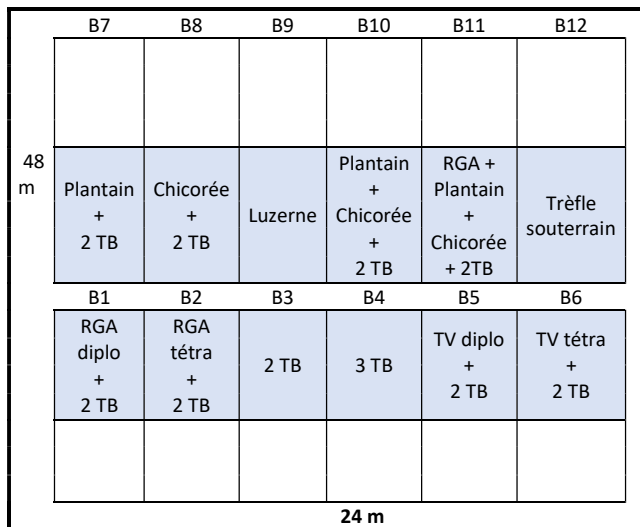 B7 B8 B9 B10 B11 B12
48
m
Plantain
+
2 TB
Chicorée
+
2 TB
Luzerne
Plantain
+
Chicorée
+
2 TB
RGA +
Plantain
+
Chicorée
+ 2TB
Trèfle
souterrain
B1 B2 B3 B4 B5 B6
RGA
diplo
+
2 TB
RGA
tétra
+
2 TB
2 TB
3 TB
TV diplo
+
2 TB
TV tétra
+
2 TB
24 m